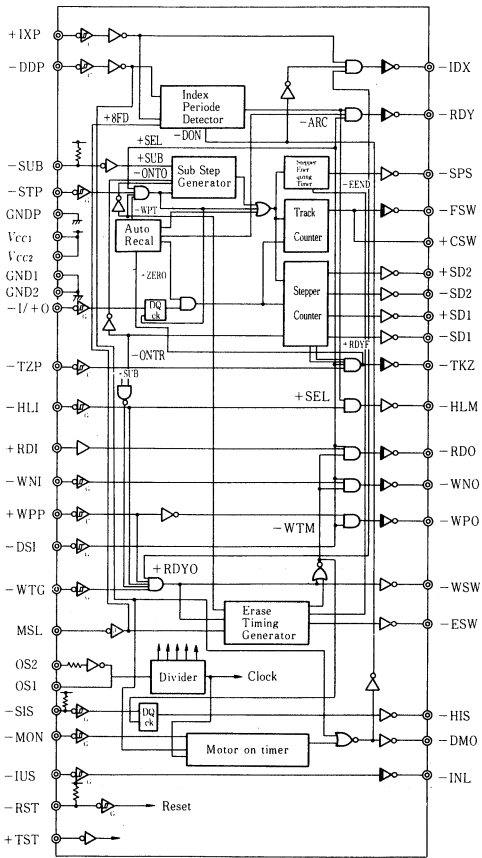 +IXP
-DDP
-SUB
-STP
GNDP
Vcc1
Vcc2
GND1
GND2
-I/+O
-TZP
-HLI
+RDI
-WNI
+WPP
-DSI
-WTG
MSL
OS2
OS1
-SIS
-MON
-IUS
-RST
+TST
Index
Periode
Detector
+8FD
-DON
-ARC
+SEL
+SUB
-ONTO
Sub Step
Generator
-WPT
Auto
Recal
+ZERO
DQ
ck
Stepper
Ener
gizing
Timer
-EEND
Track
Counter
Stepper
Counter
+RDYF
-ONTR
+SUB
+SEL
-WTM
+RDYO
Erase
Timing
Generator
Divider
Clock
DQ
ck
Motor on timer
Reset
-IDX
-RDY
-SPS
-FSW
+CSW
+SD2
-SD2
+SD1
-SD1
-TKZ
-HLM
-RDO
-WNO
-WPO
-WSW
-ESW
-HIS
-DMO
-INL